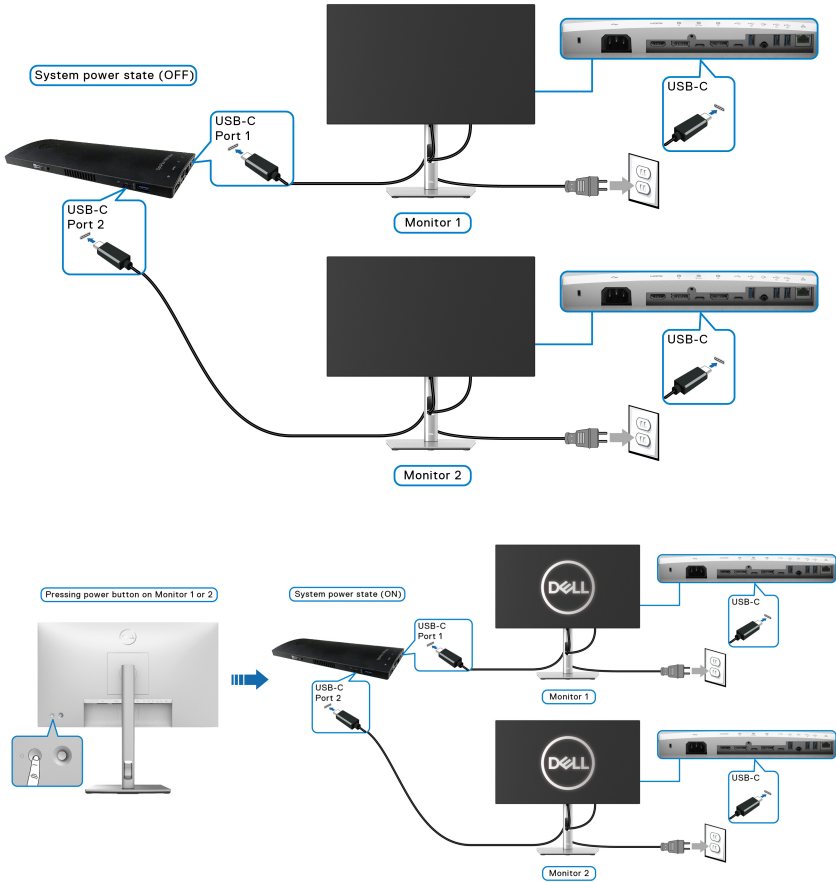 System power state (OFF)
USB-C
Port 1
USB-C
USB-C
Port 2
Monitor 1
USB-C
Monitor 2
Pressing power button on Monitor 1 or 2
System power state (ON)
DELL
USB-C
Port 1
USB-C
USB-C
Port 2
Monitor 1
DELL
USB-C
Monitor 2